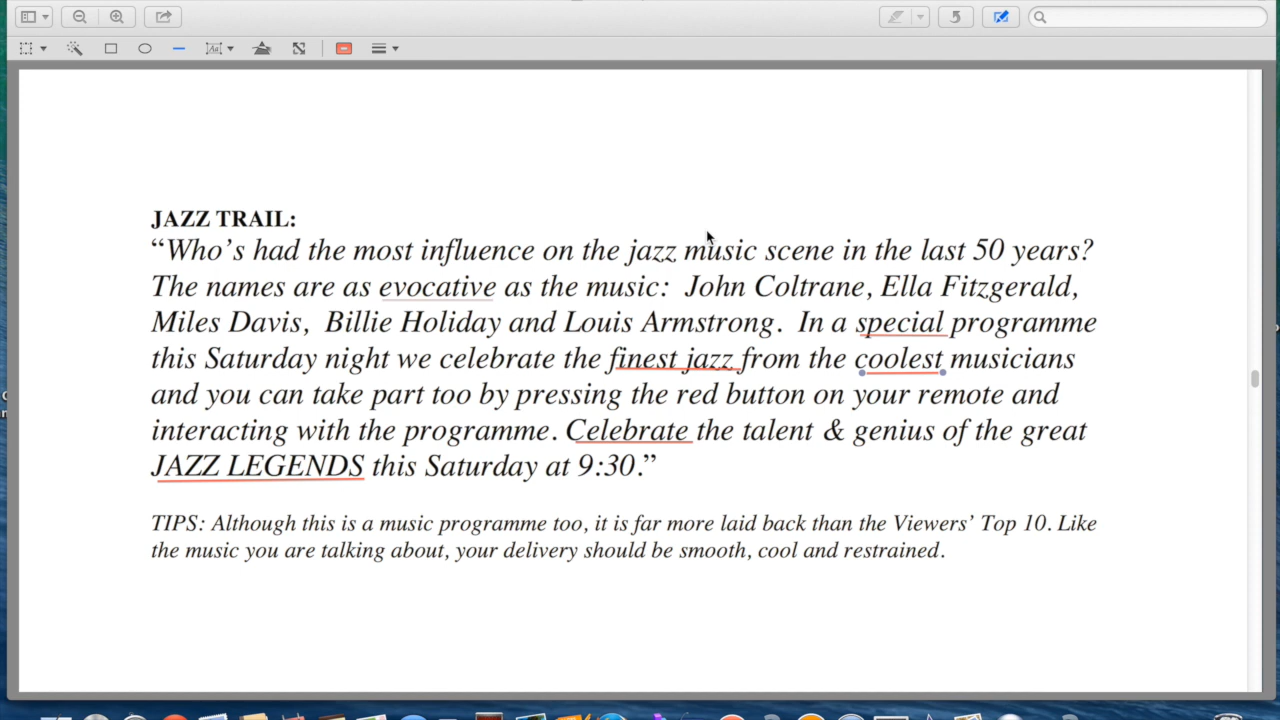 JAZZ TRAIL:
“Who’s had the most influence on the jazz music scene in the last 50 years?
The names are as evocative as the music: John Coltrane, Ella Fitzgerald,
Miles Davis, Billie Holiday and Louis Armstrong. In a special programme
this Saturday night we celebrate the finest jazz from the coolest musicians
and you can take part too by pressing the red button on your remote and
interacting with the programme. Celebrate the talent & genius of the great
JAZZ LEGENDS this Saturday at 9:30.”
TIPS: Although this is a music programme too, it is far more laid back than the Viewers’ Top 10. Like
the music you are talking about, your delivery should be smooth, cool and restrained.